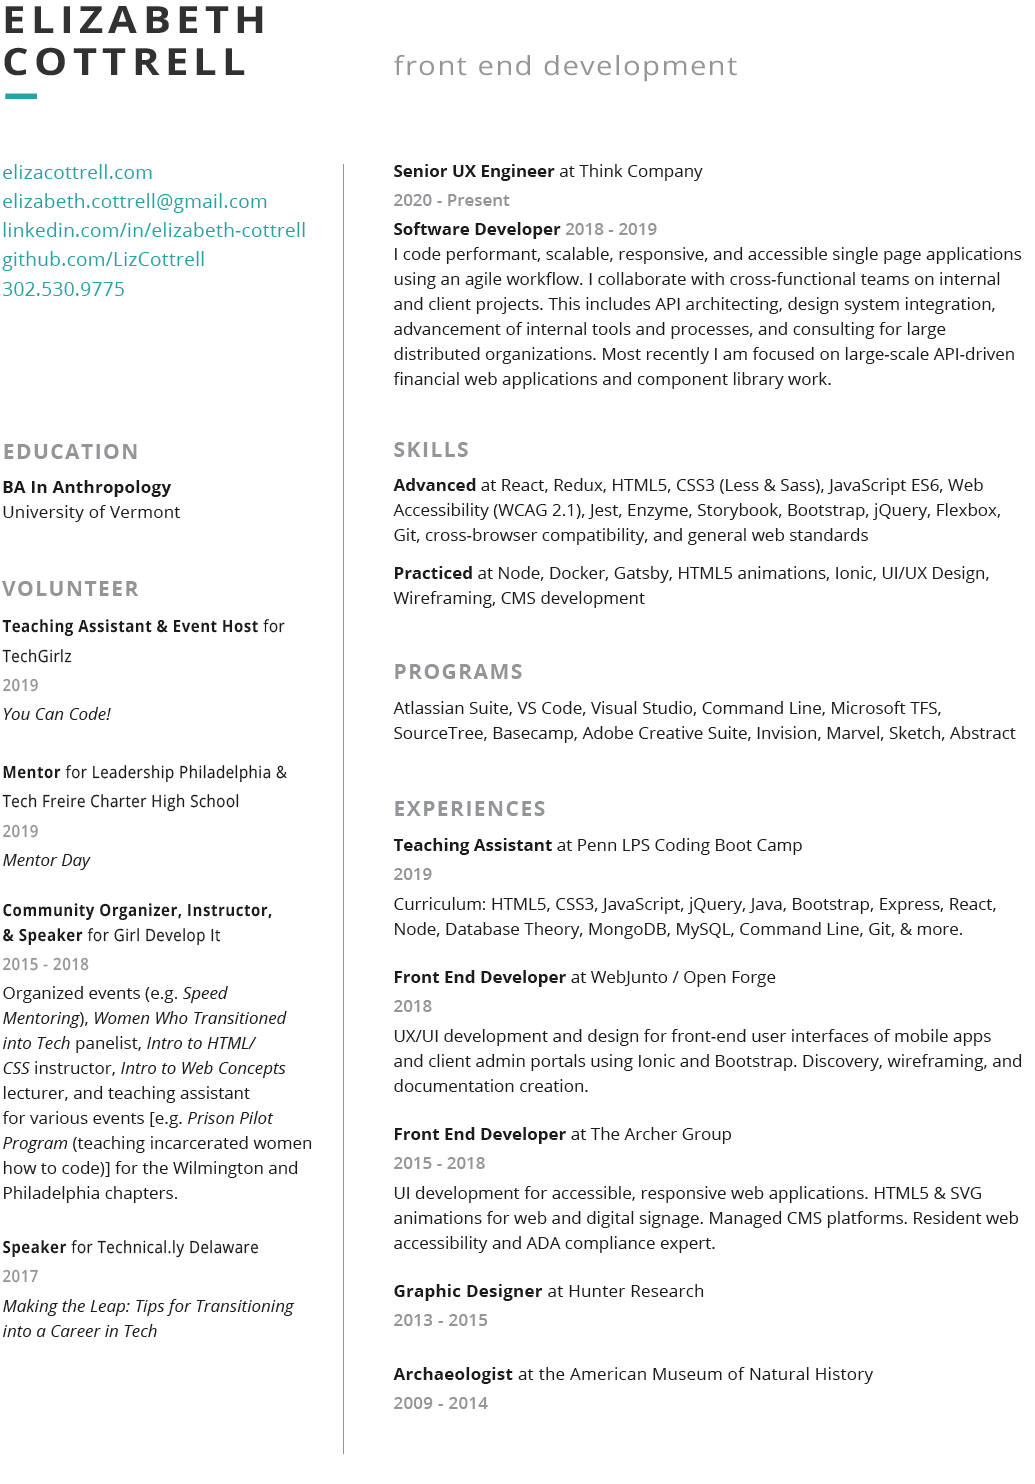 ELIZABETH
COTTRELL
front end development
elizacottrell.com
elizabeth.cottrell@gmail.com
linkedin.com/in/elizabeth-cottrell
github.com/LizCottrell
302.530.9775
EDUCATION
BA In Anthropology
University of Vermont
VOLUNTEER
Teaching Assistant & Event Host for
TechGirlz
2019
You Can Code!
Mentor for Leadership Philadelphia &
Tech Freire Charter High School
2019
Mentor Day
Community Organizer, Instructor,
& Speaker for Girl Develop It
2015 - 2018
Organized events (e.g. Speed
Mentoring), Women Who Transitioned
into Tech panelist, Intro to HTML/
CSS instructor, Intro to Web Concepts
lecturer, and teaching assistant
for various events [e.g. Prison Pilot
Program (teaching incarcerated women
how to code)] for the Wilmington and
Philadelphia chapters.
Speaker for Technical.ly Delaware
2017
Making the Leap: Tips for Transitioning
into a Career in Tech
Senior UX Engineer at Think Company
2020 - Present
Software Developer 2018 - 2019
I code performant, scalable, responsive, and accessible single page applications
using an agile workflow. I collaborate with cross-functional teams on internal
and client projects. This includes API architecting, design system integration,
advancement of internal tools and processes, and consulting for large
distributed organizations. Most recently I am focused on large-scale API-driven
financial web applications and component library work.
SKILLS
Advanced at React, Redux, HTML5, CSS3 (Less & Sass), JavaScript ES6, Web
Accessibility (WCAG 2.1), Jest, Enzyme, Storybook, Bootstrap, jQuery, Flexbox,
Git, cross-browser compatibility, and general web standards
Practiced at Node, Docker, Gatsby, HTML5 animations, Ionic, UI/UX Design,
Wireframing, CMS development
PROGRAMS
Atlassian Suite, VS Code, Visual Studio, Command Line, Microsoft TFS,
SourceTree, Basecamp, Adobe Creative Suite, Invision, Marvel, Sketch, Abstract
EXPERIENCES
Teaching Assistant at Penn LPS Coding Boot Camp
2019
Curriculum: HTML5, CSS3, JavaScript, jQuery, Java, Bootstrap, Express, React,
Node, Database Theory, MongoDB, MySQL, Command Line, Git, & more.
Front End Developer at WebJunto / Open Forge
2018
UX/UI development and design for front-end user interfaces of mobile apps
and client admin portals using Ionic and Bootstrap. Discovery, wireframing, and
documentation creation.
Front End Developer at The Archer Group
2015 - 2018
UI development for accessible, responsive web applications. HTML5 & SVG
animations for web and digital signage. Managed CMS platforms. Resident web
accessibility and ADA compliance expert.
Graphic Designer at Hunter Research
2013 - 2015
Archaeologist at the American Museum of Natural History
2009 - 2014